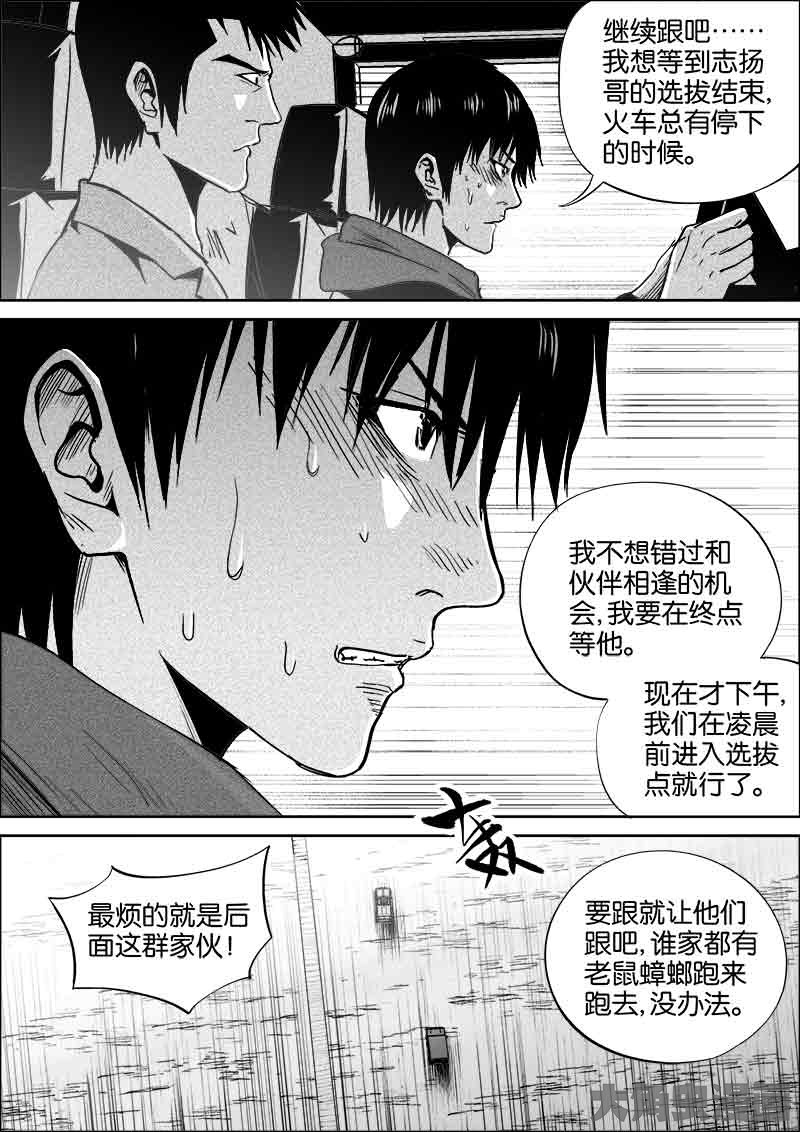 继续跟吧……
我想等到志扬
哥的选拔结束,
火车总有停下
的时候。
我不想错过和
伙伴相逢的机
会,我要在终点
等他。
现在才下午,
我们在凌晨
前进入选拔
点就行了。
最烦的就是后
面这群家伙!
要跟就让他们
跟吧,谁家都有
老鼠蟑螂跑来
跑去,没办法。
大角虫漫画